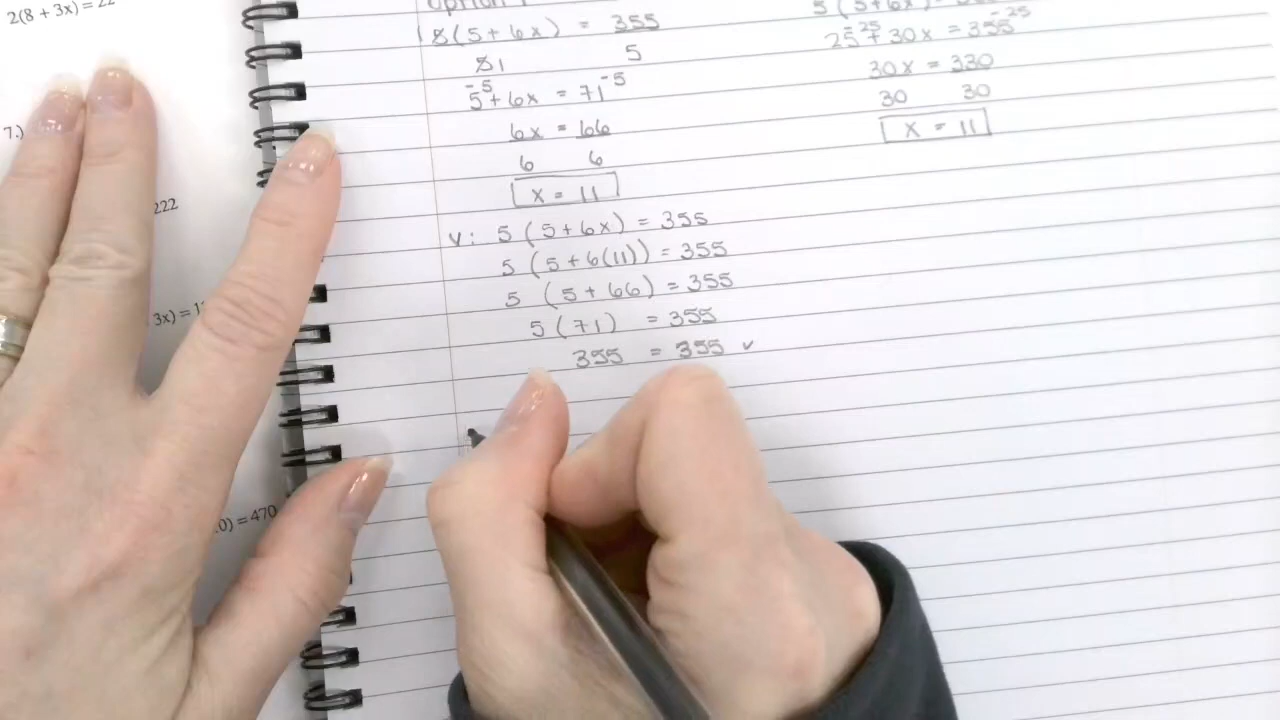 2(8 + 3x) = 22
7.)
222
3x) = 1
0) = 470
Option 1
5(5 + 6x) = 355
51 5
-5 -5
5 + 6x = 71
6x = 66
6 6
x = 11
v: 5 (5 + 6x) = 355
5 (5 + 6(11)) = 355
5 (5 + 66) = 355
5 (71) = 355
355 = 355 ✓
5 (5 + 6x) =
-25 -25
25 + 30x = 355
30x = 330
30 30
x = 11